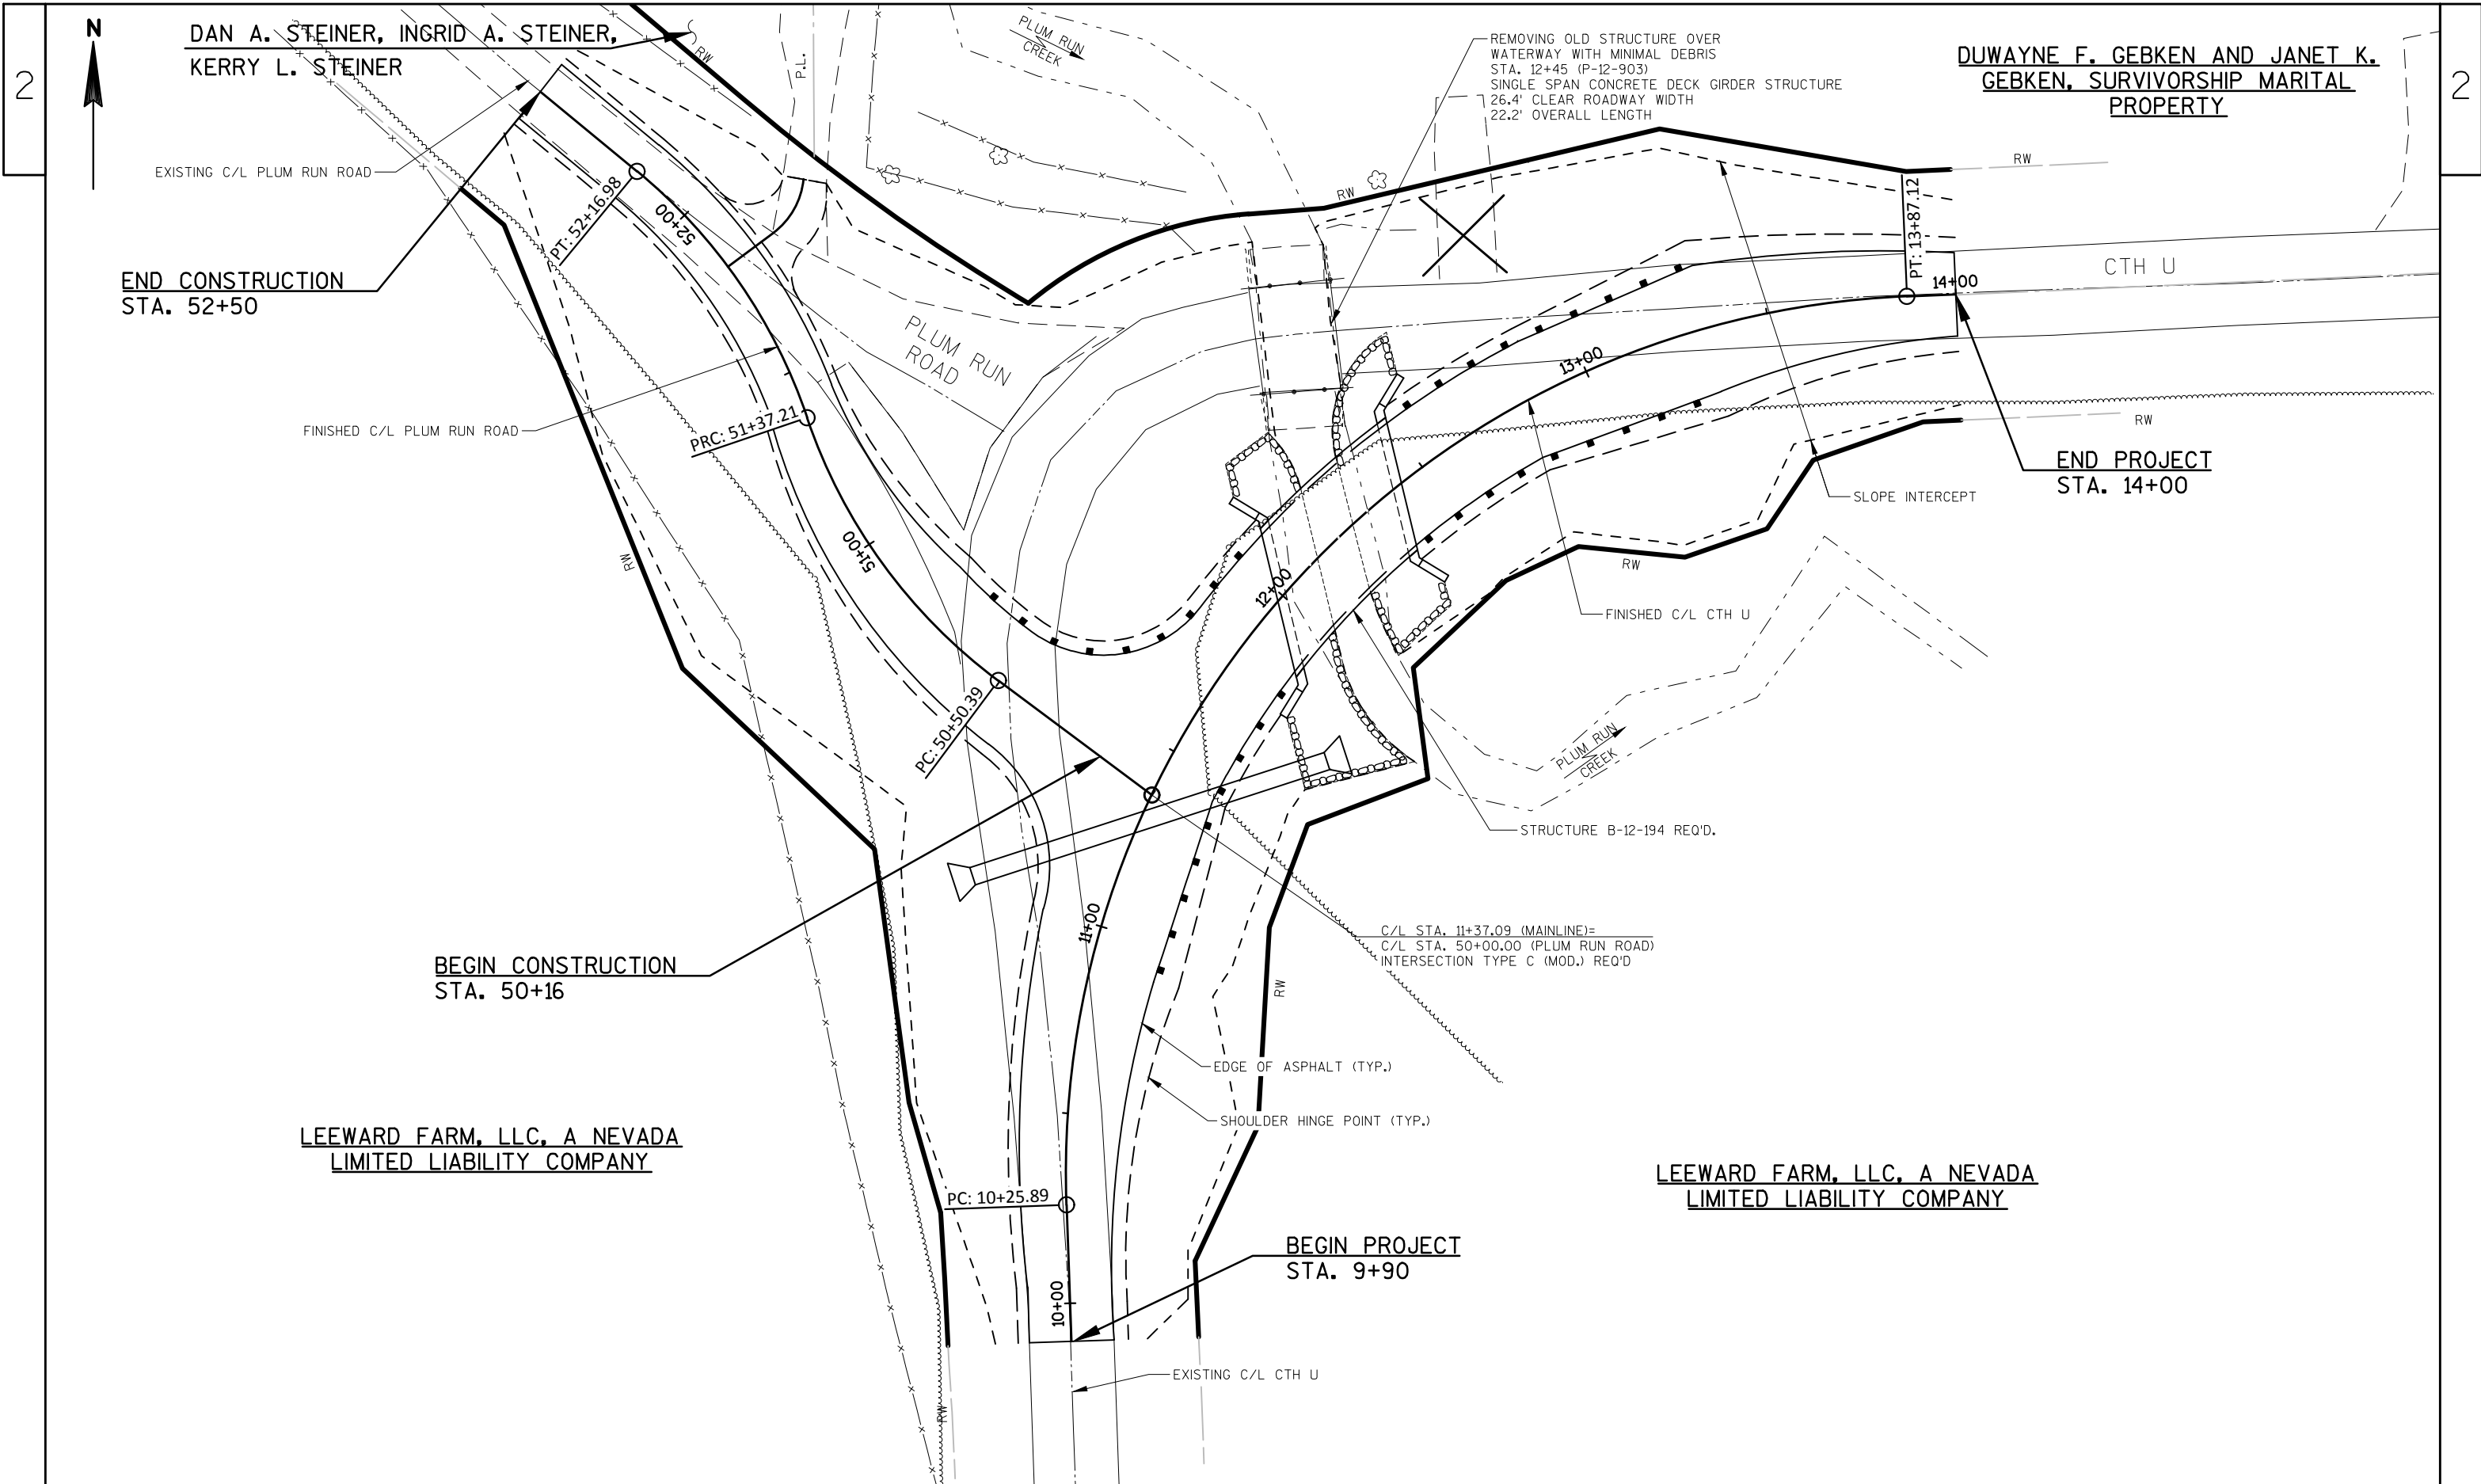 2
N
DAN A. STEINER, INGRID A. STEINER,
KERRY L. STEINER
RW
P.L.
PLUM RUN
CREEK
REMOVING OLD STRUCTURE OVER
WATERWAY WITH MINIMAL DEBRIS
STA. 12+45 (P-12-903)
SINGLE SPAN CONCRETE DECK GIRDER STRUCTURE
26.4' CLEAR ROADWAY WIDTH
22.2' OVERALL LENGTH
DUWAYNE F. GEBKEN AND JANET K.
GEBKEN, SURVIVORSHIP MARITAL
PROPERTY
2
EXISTING C/L PLUM RUN ROAD
PT: 52+16.98
52+00
RW
RW
PT: 13+87.12
14+00
CTH U
END CONSTRUCTION
STA. 52+50
PLUM RUN
ROAD
13+00
FINISHED C/L PLUM RUN ROAD
PRC: 51+37.21
RW
END PROJECT
STA. 14+00
SLOPE INTERCEPT
51+00
RW
RW
12+00
FINISHED C/L CTH U
PC: 50+50.39
PLUM RUN
CREEK
STRUCTURE B-12-194 REQ'D.
11+00
C/L STA. 11+37.09 (MAINLINE)=
C/L STA. 50+00.00 (PLUM RUN ROAD)
INTERSECTION TYPE C (MOD.) REQ'D
BEGIN CONSTRUCTION
STA. 50+16
RW
EDGE OF ASPHALT (TYP.)
SHOULDER HINGE POINT (TYP.)
LEEWARD FARM, LLC, A NEVADA
LIMITED LIABILITY COMPANY
LEEWARD FARM, LLC, A NEVADA
LIMITED LIABILITY COMPANY
PC: 10+25.89
BEGIN PROJECT
STA. 9+90
10+00
EXISTING C/L CTH U
RW